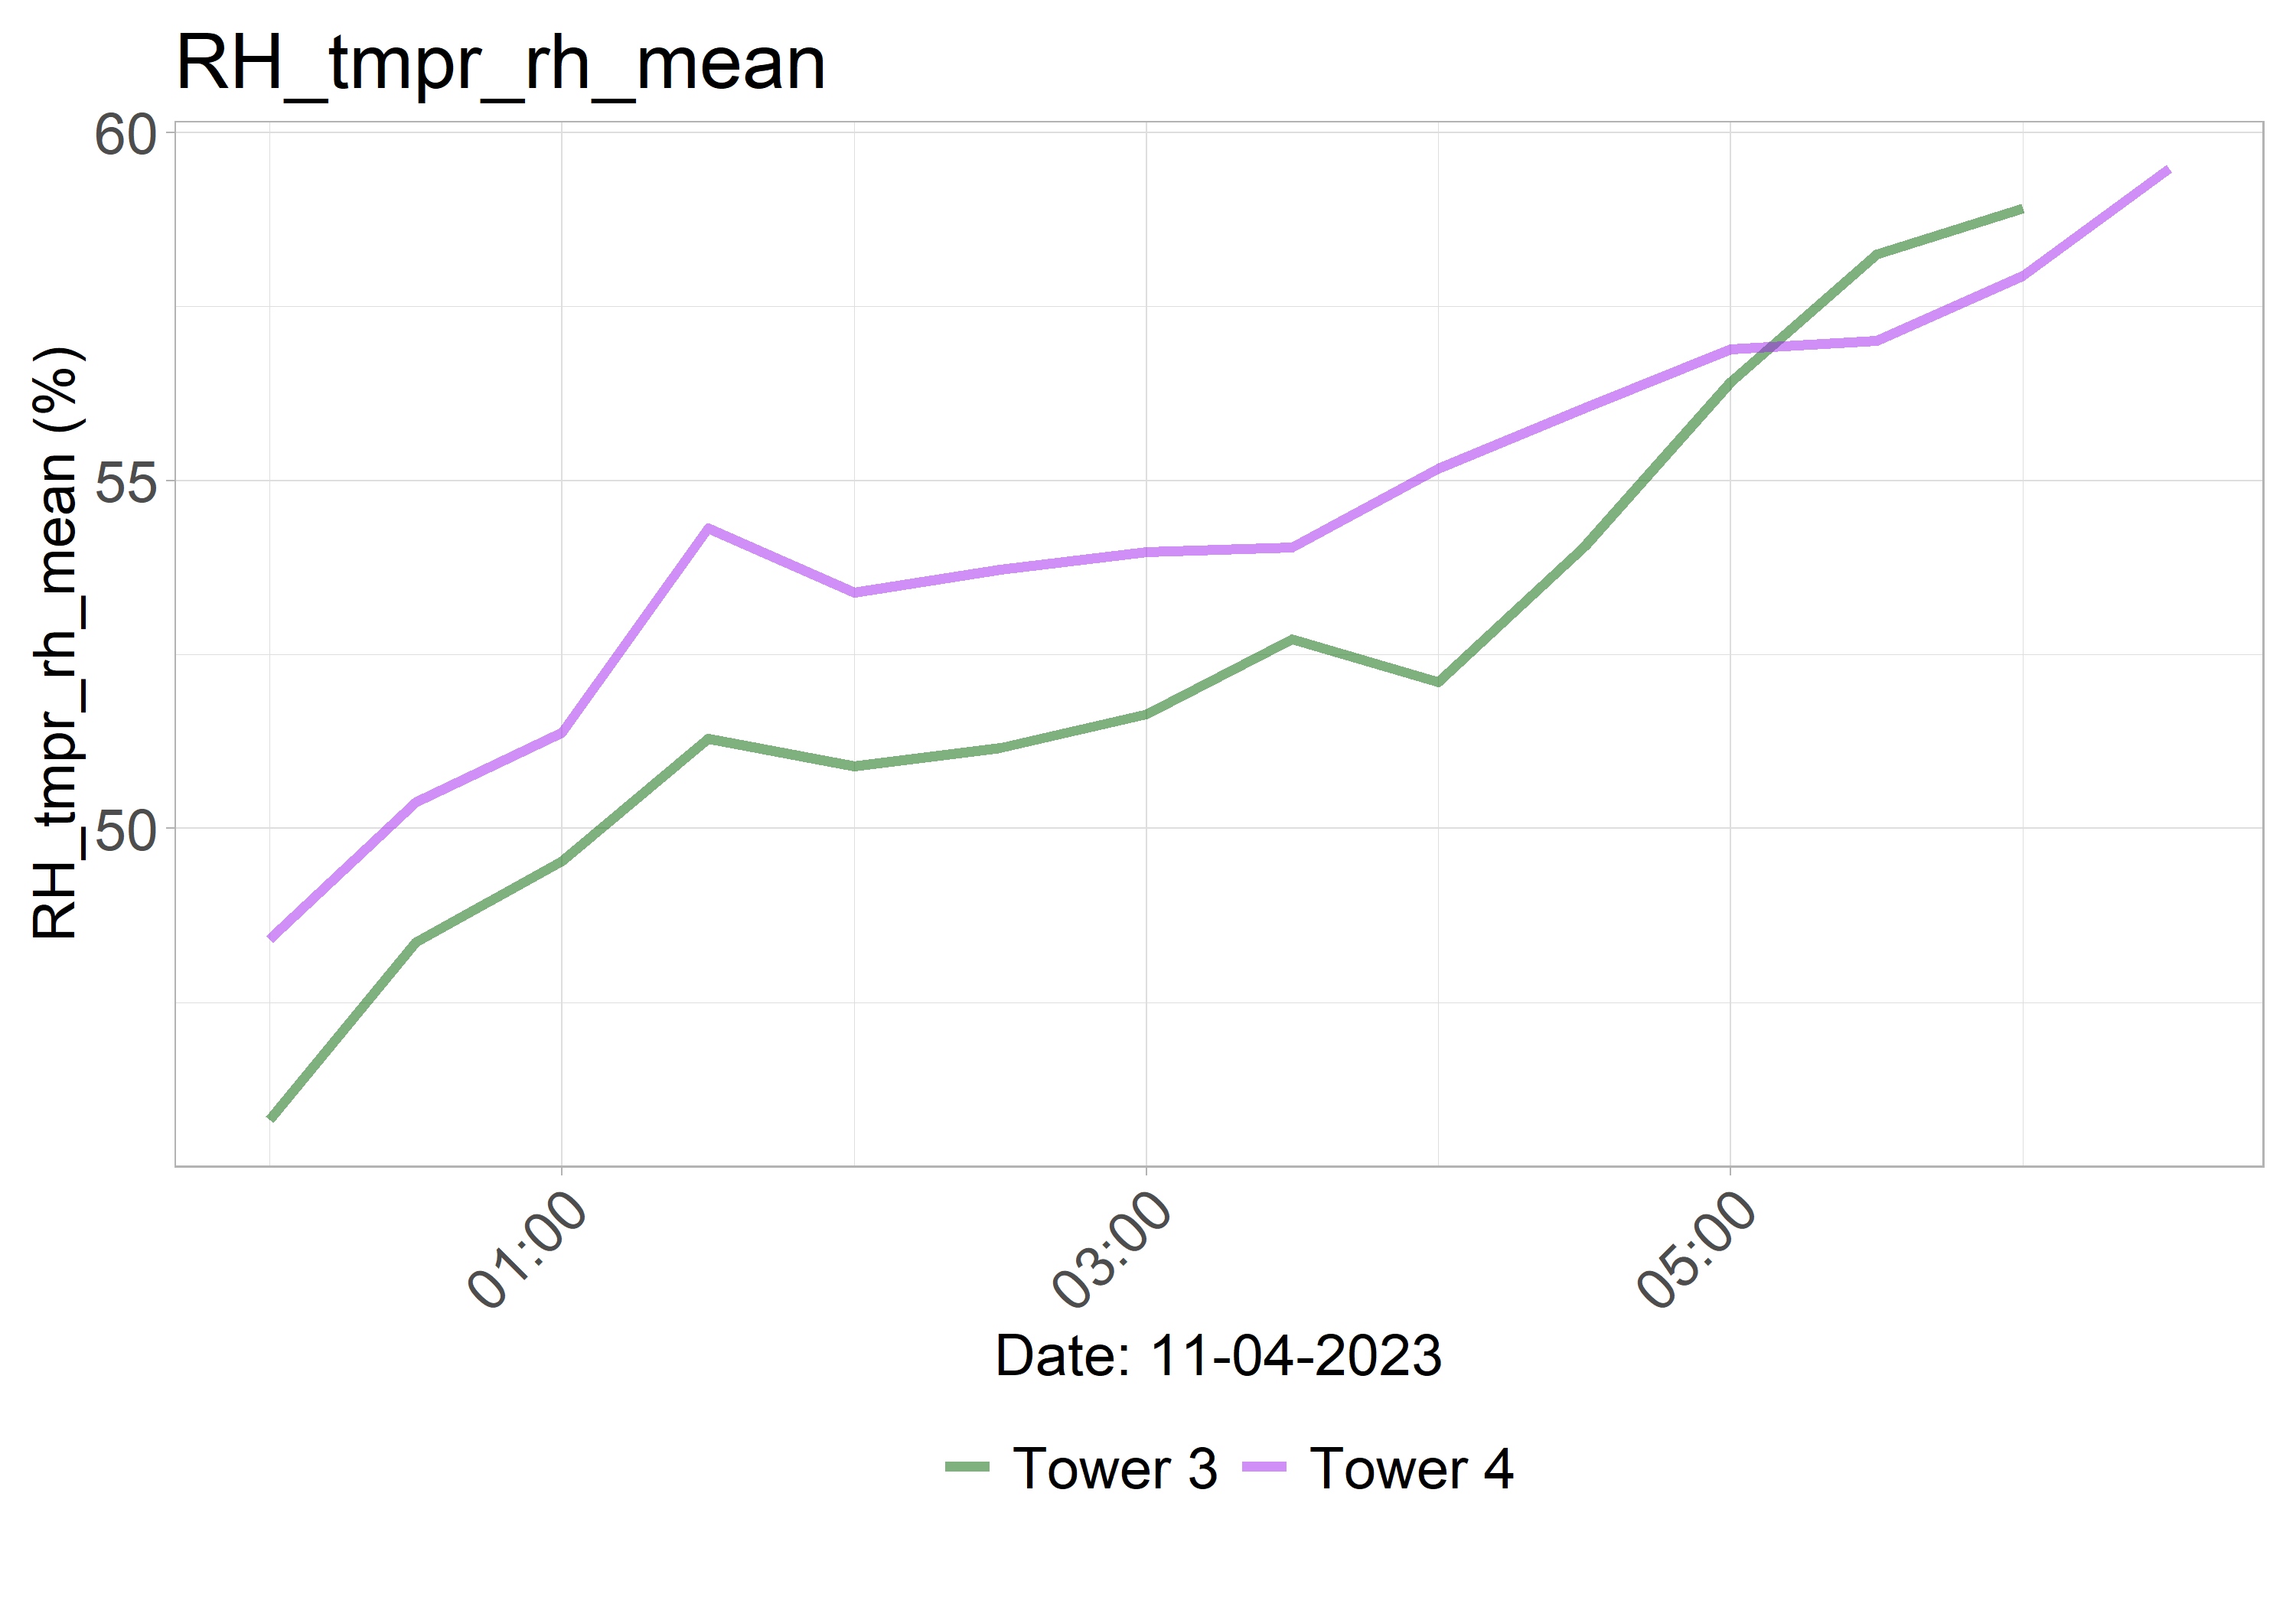 RH_tmpr_rh_mean
RH_tmpr_rh_mean (%)
60
55
50
01:00
03:00
05:00
Date: 11-04-2023
Tower 3
Tower 4